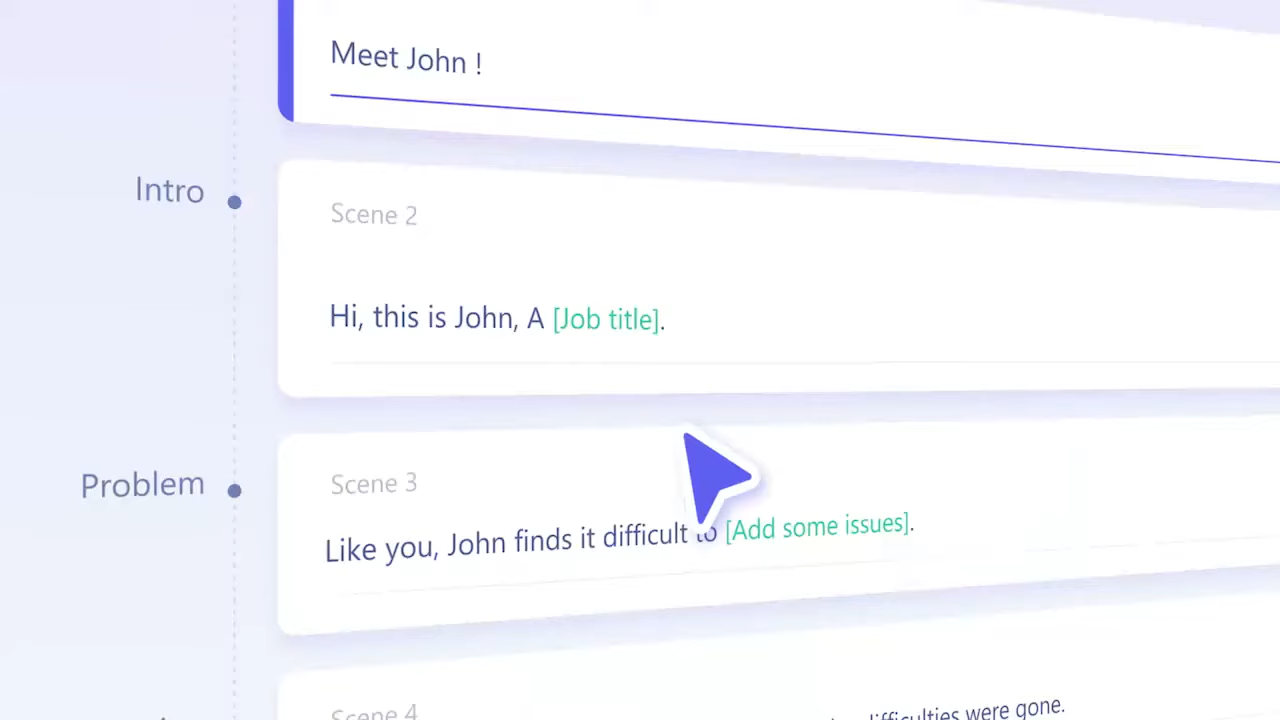 Meet John !
Intro
Scene 2
Hi, this is John, A [Job title].
Problem
Scene 3
Like you, John finds it difficult to [Add some issues].
Scene 4
difficulties were gone.